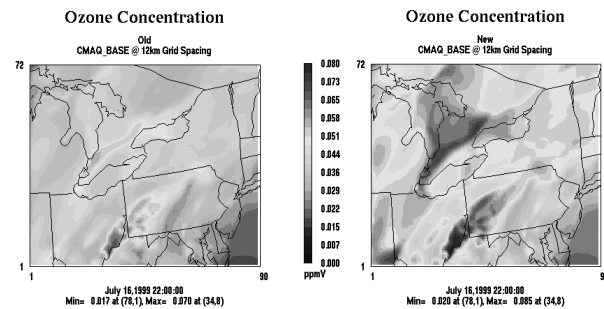 Ozone Concentration
Old
CMAQ_BASE @ 12km Grid Spacing
72
1
1
90
July 16,1999 22:00:00
Min= 0.017 at (78,1), Max= 0.070 at (34,8)
0.080
0.073
0.065
0.058
0.051
0.044
0.036
0.029
0.022
0.015
0.007
0.000
ppmV
Ozone Concentration
New
CMAQ_BASE @ 12km Grid Spacing
72
1
1
9
July 16,1999 22:00:00
Min= 0.020 at (78,1), Max= 0.085 at (34,8)